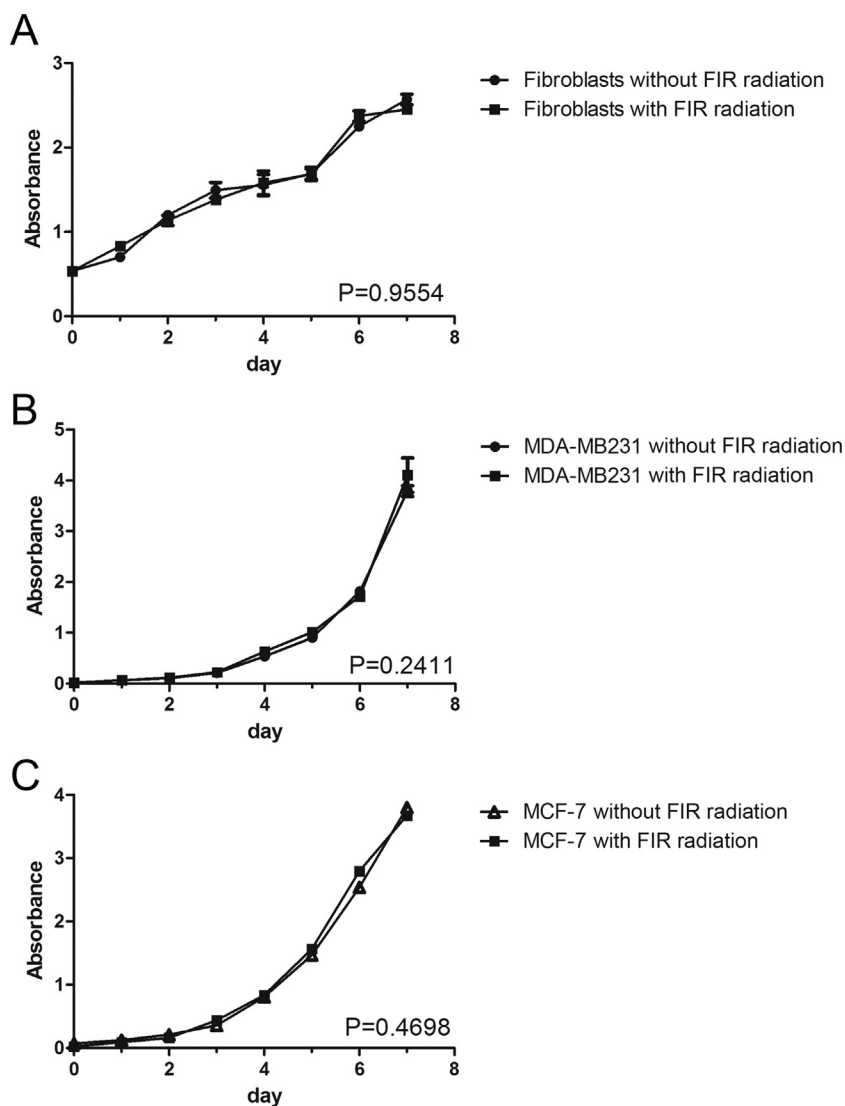 A
3
2
1
0
Absorbance
0 2 4 6 8
day
P=0.9554
Fibroblasts without FIR radiation
Fibroblasts with FIR radiation
B
5
4
3
2
1
0
Absorbance
0 2 4 6 8
day
P=0.2411
MDA-MB231 without FIR radiation
MDA-MB231 with FIR radiation
C
4
3
2
1
0
Absorbance
0 2 4 6 8
day
P=0.4698
MCF-7 without FIR radiation
MCF-7 with FIR radiation